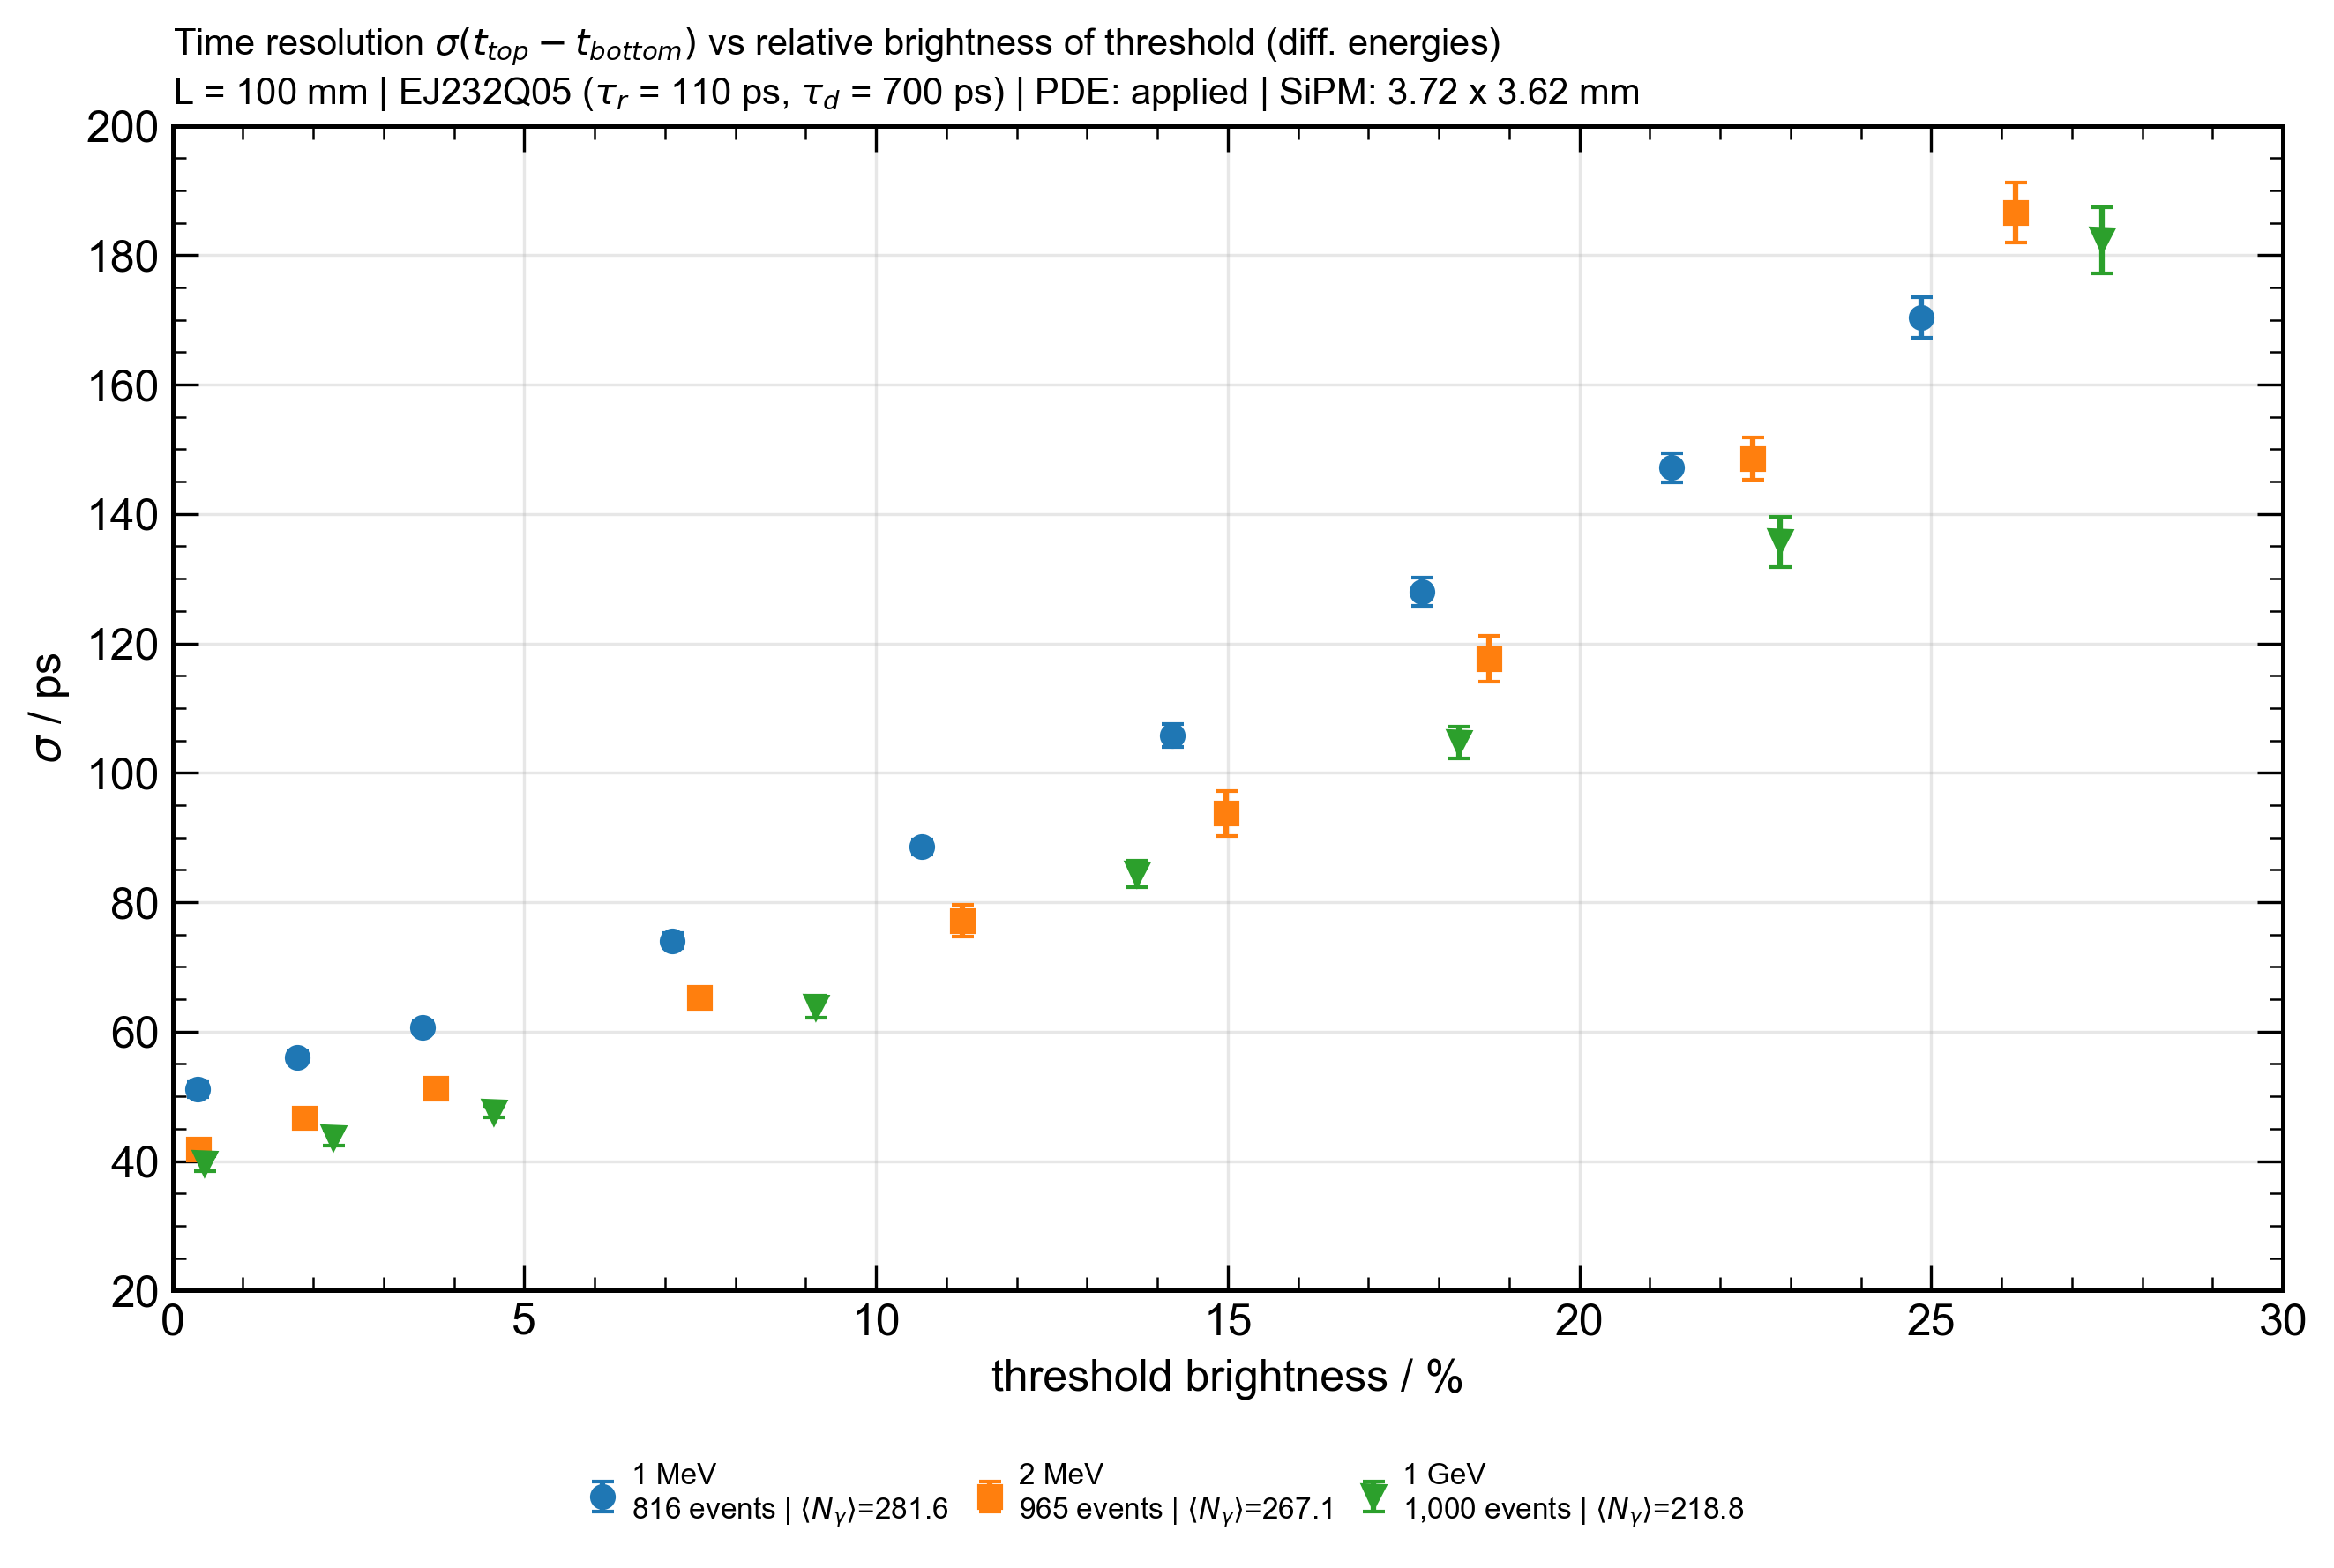 Time resolution σ(t_top − t_bottom) vs relative brightness of threshold (diff. energies)
L = 100 mm | EJ232Q05 (τ_r = 110 ps, τ_d = 700 ps) | PDE: applied | SiPM: 3.72 x 3.62 mm
200
180
160
140
120
100
80
60
40
20
σ / ps
0 5 10 15 20 25 30
threshold brightness / %
1 MeV
816 events | ⟨N_γ⟩=281.6
2 MeV
965 events | ⟨N_γ⟩=267.1
1 GeV
1,000 events | ⟨N_γ⟩=218.8